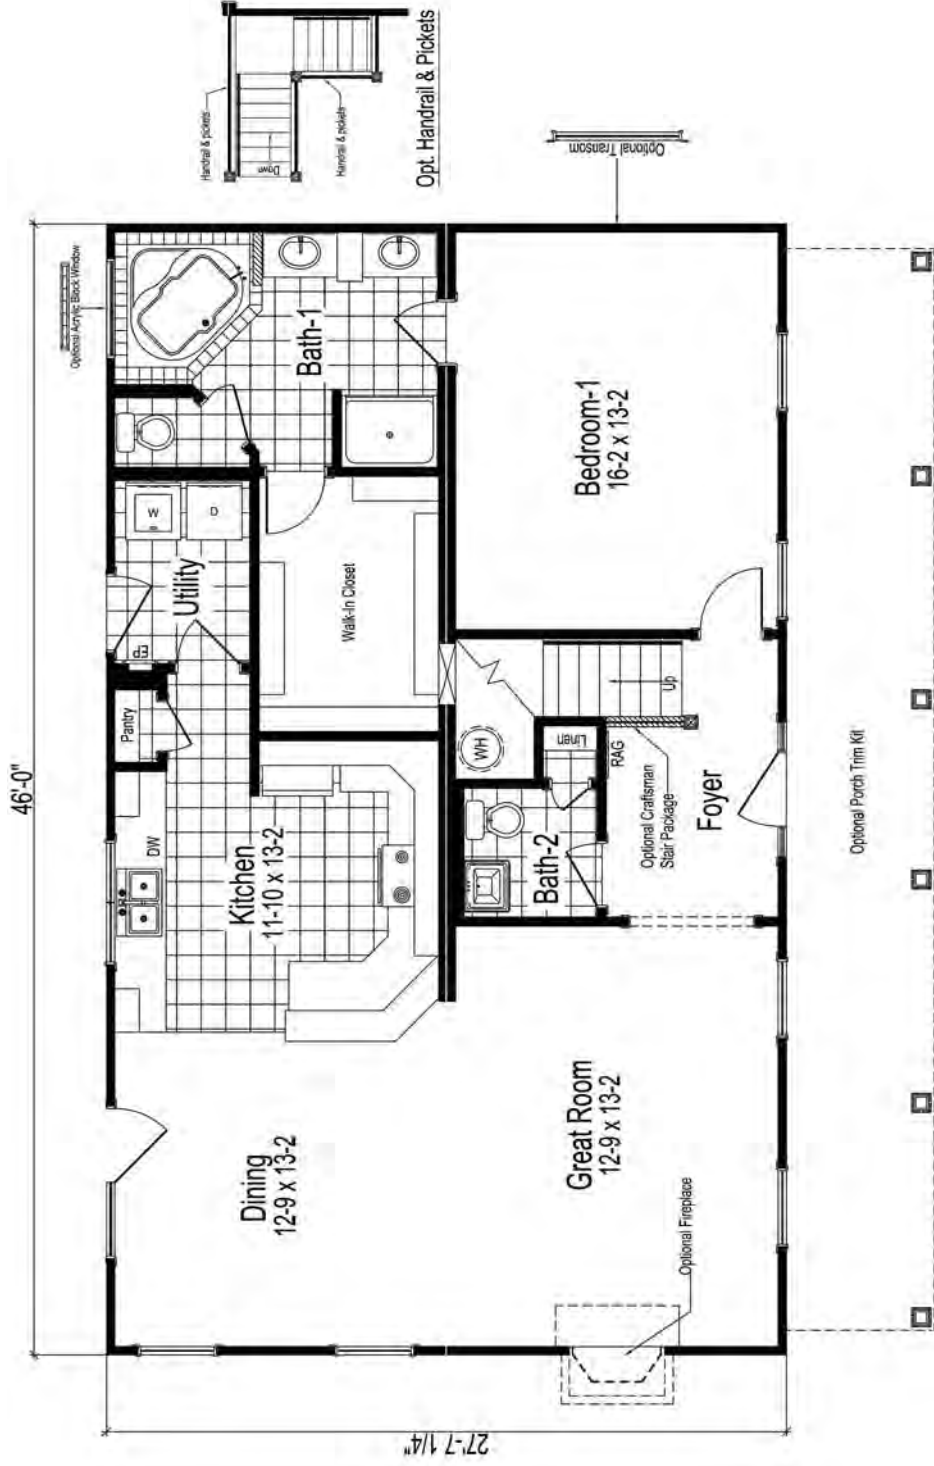 46'-0"
27'-7 1/4"
Optional Acrylic Block Window
Handrail & pickets
Down
Handrail & pickets
Opt. Handrail & Pickets
Optional Transom
Bath-1
Bedroom-1
16-2 x 13-2
W
D
Utility
EP
Walk-In Closet
Pantry
WH
Linen
Up
RAG
Optional Craftsman
Stair Package
Foyer
Optional Porch Trim Kit
DW
Kitchen
11-10 x 13-2
Bath-2
Dining
12-9 x 13-2
Great Room
12-9 x 13-2
Optional Fireplace